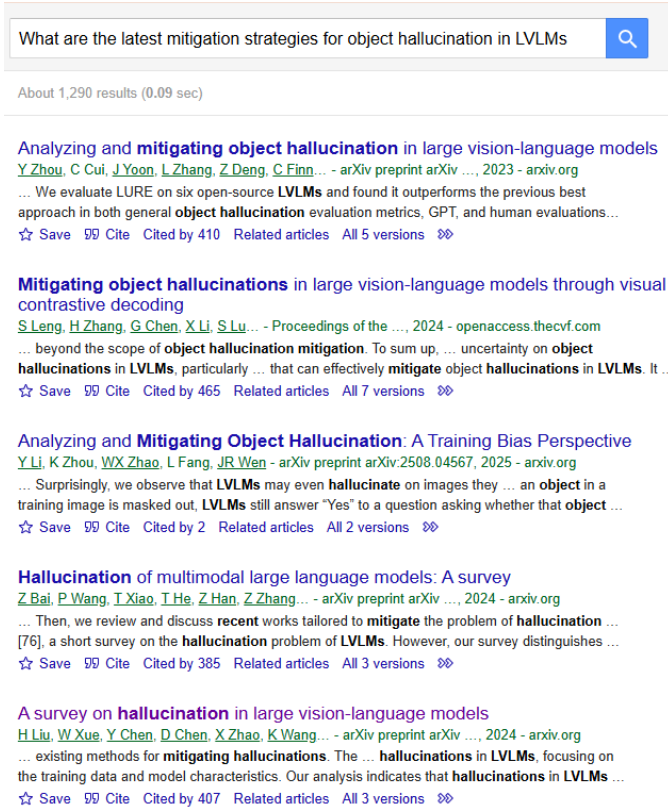 What are the latest mitigation strategies for object hallucination in LVLMs
About 1,290 results (0.09 sec)
Analyzing and mitigating object hallucination in large vision-language models
Y Zhou, C Cui, J Yoon, L Zhang, Z Deng, C Finn... - arXiv preprint arXiv …, 2023 - arxiv.org
... We evaluate LURE on six open-source LVLMs and found it outperforms the previous best
approach in both general object hallucination evaluation metrics, GPT, and human evaluations…
Save Cite Cited by 410 Related articles All 5 versions
Mitigating object hallucinations in large vision-language models through visual
contrastive decoding
S Leng, H Zhang, G Chen, X Li, S Lu... - Proceedings of the …, 2024 - openaccess.thecvf.com
... beyond the scope of object hallucination mitigation. To sum up, … uncertainty on object
hallucinations in LVLMs, particularly … that can effectively mitigate object hallucinations in LVLMs. It ..
Save Cite Cited by 465 Related articles All 7 versions
Analyzing and Mitigating Object Hallucination: A Training Bias Perspective
Y Li, K Zhou, WX Zhao, L Fang, JR Wen - arXiv preprint arXiv:2508.04567, 2025 - arxiv.org
... Surprisingly, we observe that LVLMs may even hallucinate on images they … an object in a
training image is masked out, LVLMs still answer “Yes” to a question asking whether that object …
Save Cite Cited by 2 Related articles All 2 versions
Hallucination of multimodal large language models: A survey
Z Bai, P Wang, T Xiao, T He, Z Han, Z Zhang... - arXiv preprint arXiv …, 2024 - arxiv.org
... Then, we review and discuss recent works tailored to mitigate the problem of hallucination …
[76], a short survey on the hallucination problem of LVLMs. However, our survey distinguishes …
Save Cite Cited by 385 Related articles All 3 versions
A survey on hallucination in large vision-language models
H Liu, W Xue, Y Chen, D Chen, X Zhao, K Wang... - arXiv preprint arXiv …, 2024 - arxiv.org
... existing methods for mitigating hallucinations. The … hallucinations in LVLMs, focusing on
the training data and model characteristics. Our analysis indicates that hallucinations in LVLMs …
Save Cite Cited by 407 Related articles All 3 versions